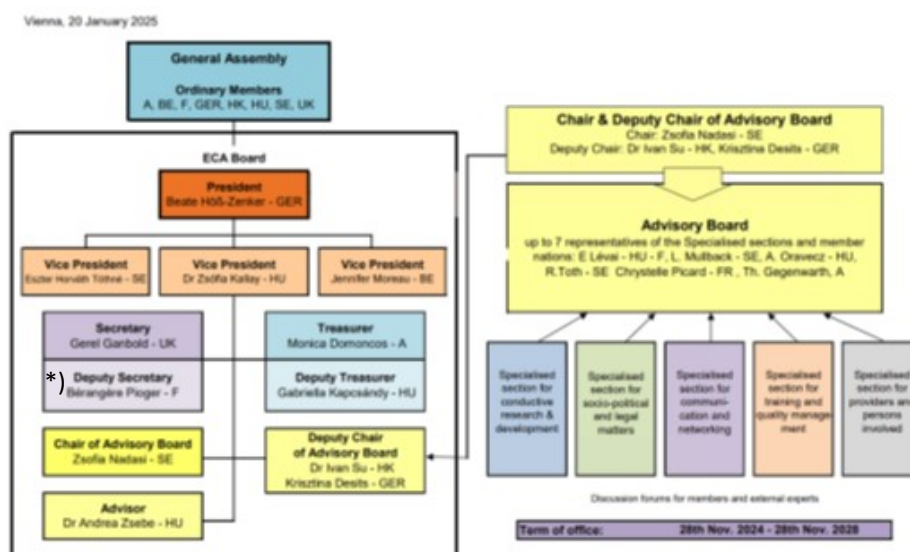 Vienna, 20 January 2025
General Assembly
Ordinary Members
A, BE, F, GER, HK, HU, SE, UK
ECA Board
President
Beate Höß-Zenker - GER
Vice President
Eszter Horváth Tóthné - SE
Vice President
Dr Zsófia Kállay - HU
Vice President
Jennifer Moreau - BE
Secretary
Gerel Ganbold - UK
Treasurer
Monica Domoncos - A
*) Deputy Secretary
Bérangère Pioger - F
Deputy Treasurer
Gabriella Kapcsándy - HU
Chair of Advisory Board
Zsofia Nadasi - SE
Deputy Chair
of Advisory Board
Dr Ivan Su - HK
Krisztina Desits - GER
Advisor
Dr Andrea Zsebe - HU
Chair & Deputy Chair of Advisory Board
Chair: Zsofia Nadasi - SE
Deputy Chair: Dr Ivan Su - HK, Krisztina Desits - GER
Advisory Board
up to 7 representatives of the Specialised sections and member
nations: E Lévai - HU - F, L. Mullback - SE, A. Oravecz - HU,
R.Toth - SE Chrystelle Picard - FR , Th. Gegenwarth, A
Specialised
section for
conductive
research &
development
Specialised
section for
socio-political
and legal
matters
Specialised
section for
communi-
cation and
networking
Specialised
section for
training and
quality manage
ment
Specialised
section for
providers and
persons
involved
Discussion forums for members and external experts
Term of office: 28th Nov. 2024 - 28th Nov. 2028